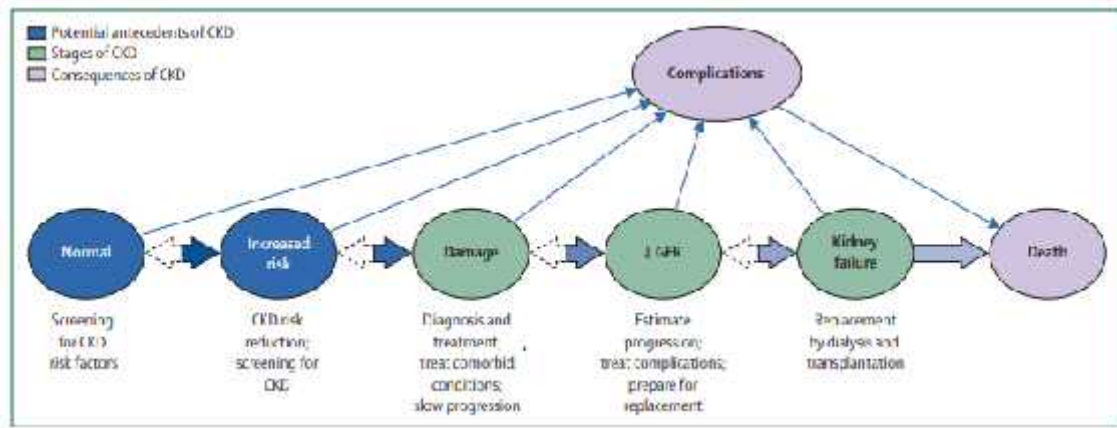 Potential antecedents of CKD
Stages of CKD
Consequences of CKD
Complications
Normal
Increased
risk
Damage
↓ GFR
Kidney
failure
Death
Screening
for CKD
risk factors
CKD risk
reduction;
screening for
CKD
Diagnosis and
treatment;
treat comorbid
conditions;
slow progression
Estimate
progression;
treat complications;
prepare for
replacement
Replacement
by dialysis and
transplantation